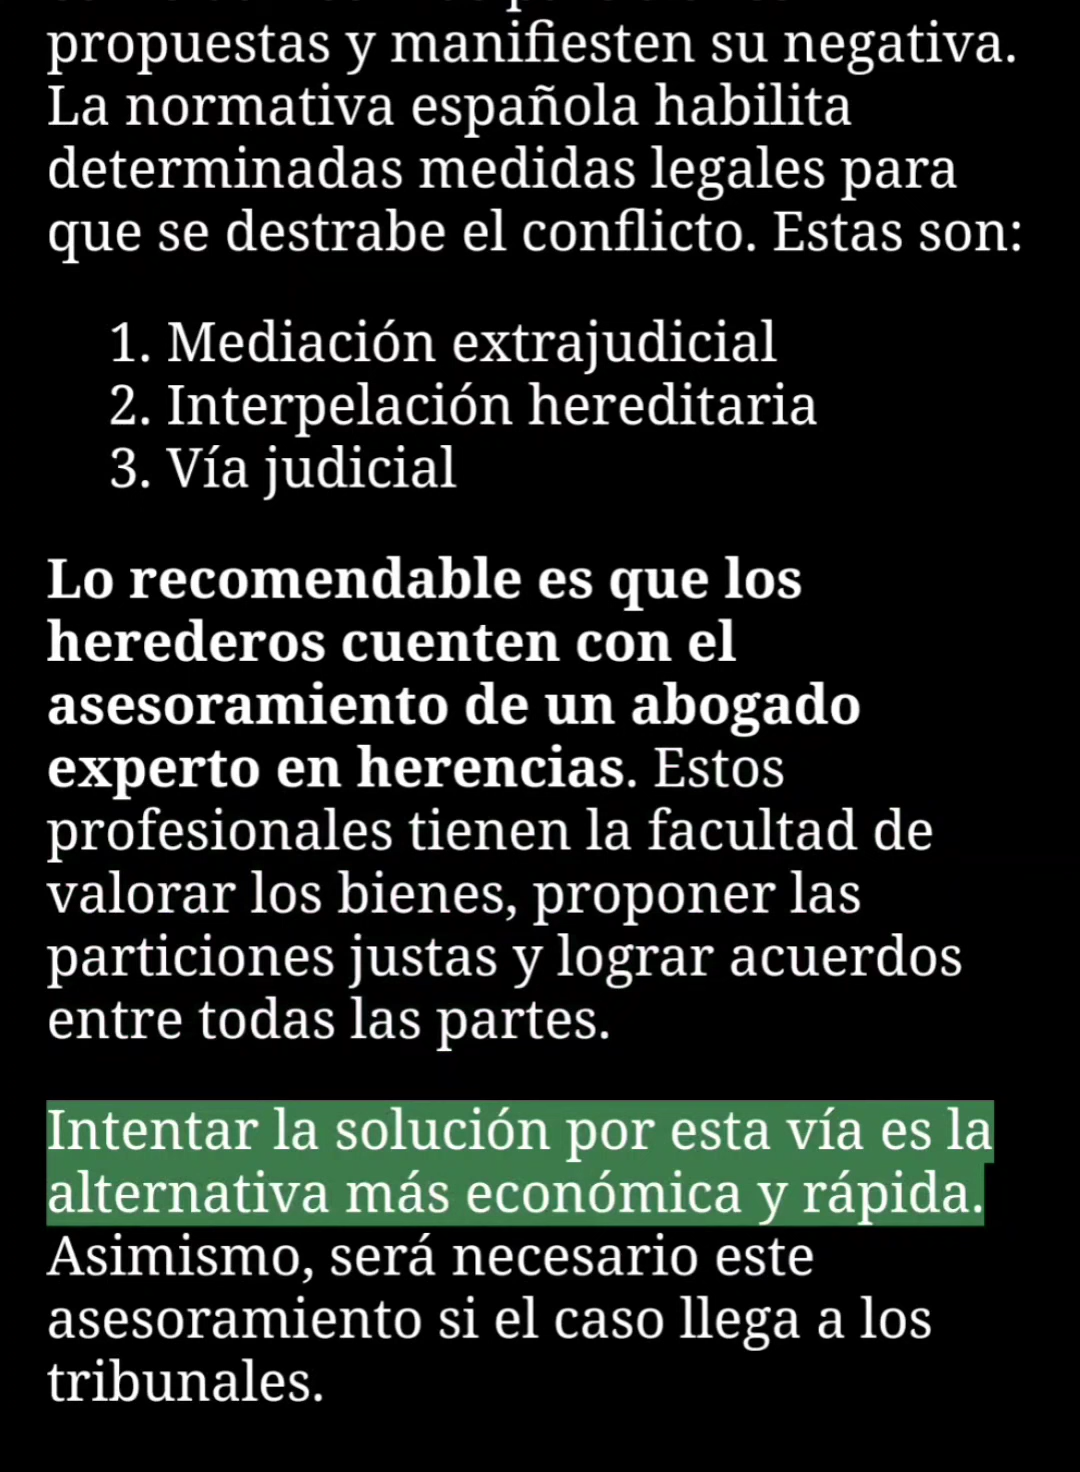 propuestas y manifiesten su negativa.
La normativa española habilita
determinadas medidas legales para
que se destrabe el conflicto. Estas son:
1. Mediación extrajudicial
2. Interpelación hereditaria
3. Vía judicial
Lo recomendable es que los
herederos cuenten con el
asesoramiento de un abogado
experto en herencias. Estos
profesionales tienen la facultad de
valorar los bienes, proponer las
particiones justas y lograr acuerdos
entre todas las partes.
Intentar la solución por esta vía es la
alternativa más económica y rápida.
Asimismo, será necesario este
asesoramiento si el caso llega a los
tribunales.